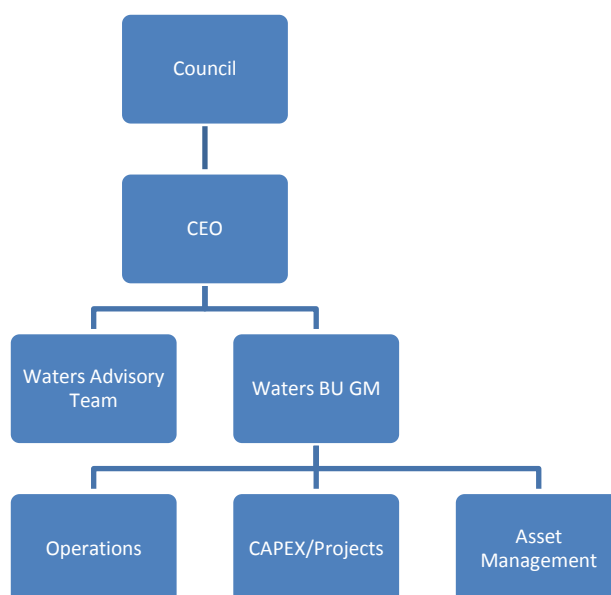 Council
CEO
Waters Advisory
Team
Waters BU GM
Operations
CAPEX/Projects
Asset
Management